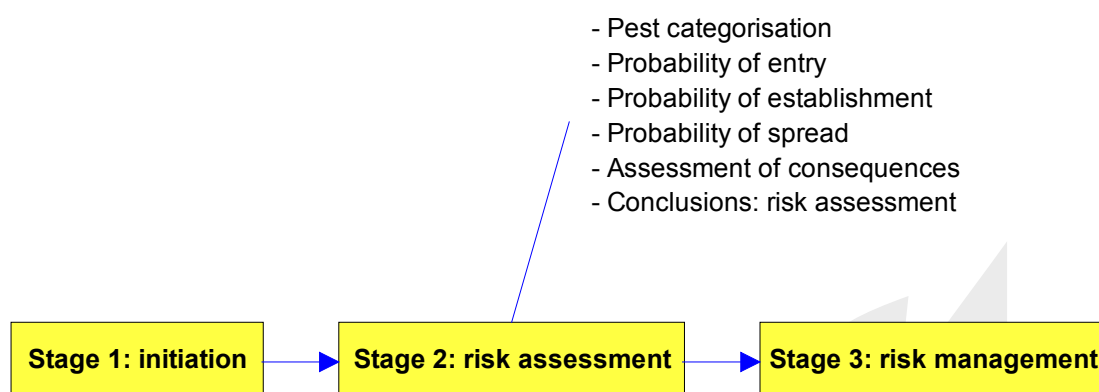 - Pest categorisation
- Probability of entry
- Probability of establishment
- Probability of spread
- Assessment of consequences
- Conclusions: risk assessment
Stage 1: initiation
Stage 2: risk assessment
Stage 3: risk management